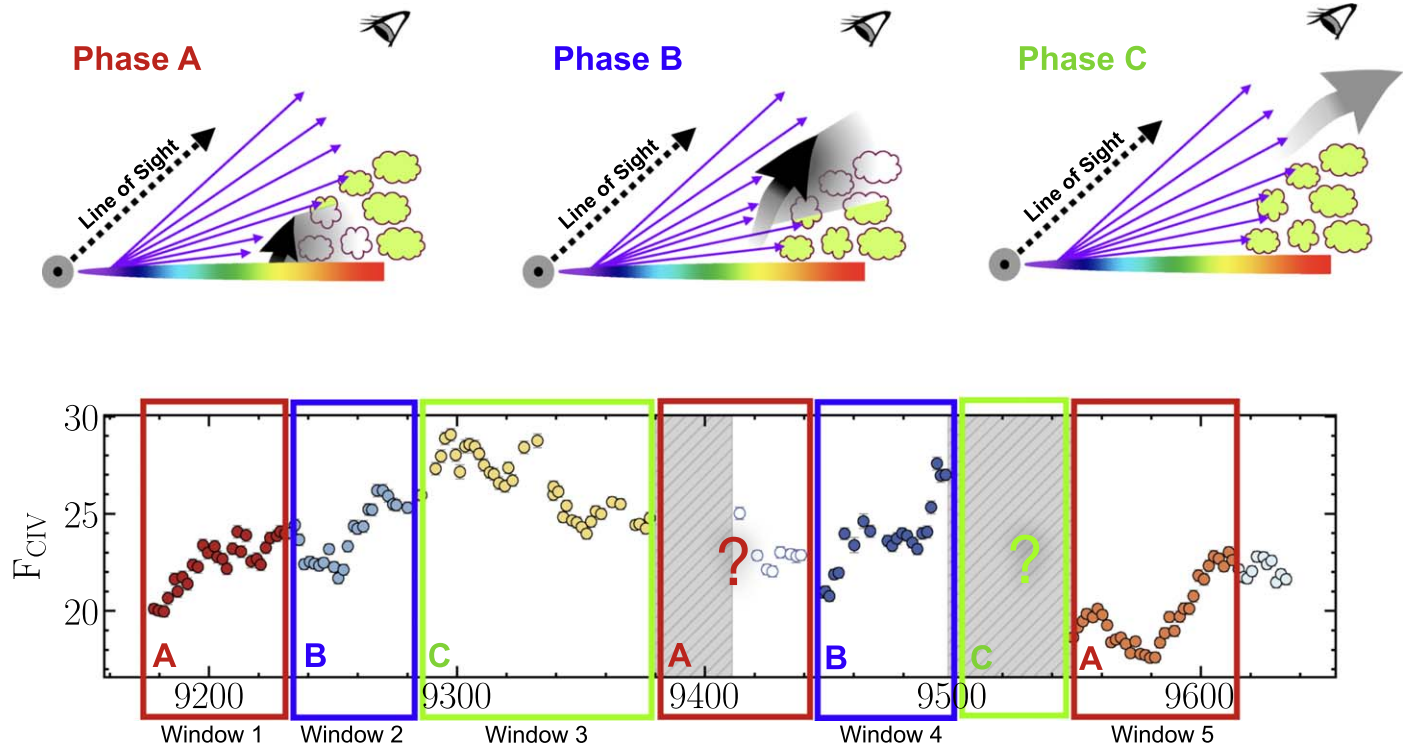 Phase A
Phase B
Phase C
Line of Sight
Line of Sight
Line of Sight
30
25
20
F_CIV
?
?
A
B
C
A
B
C
A
9200
9300
9400
9500
9600
Window 1
Window 2
Window 3
Window 4
Window 5